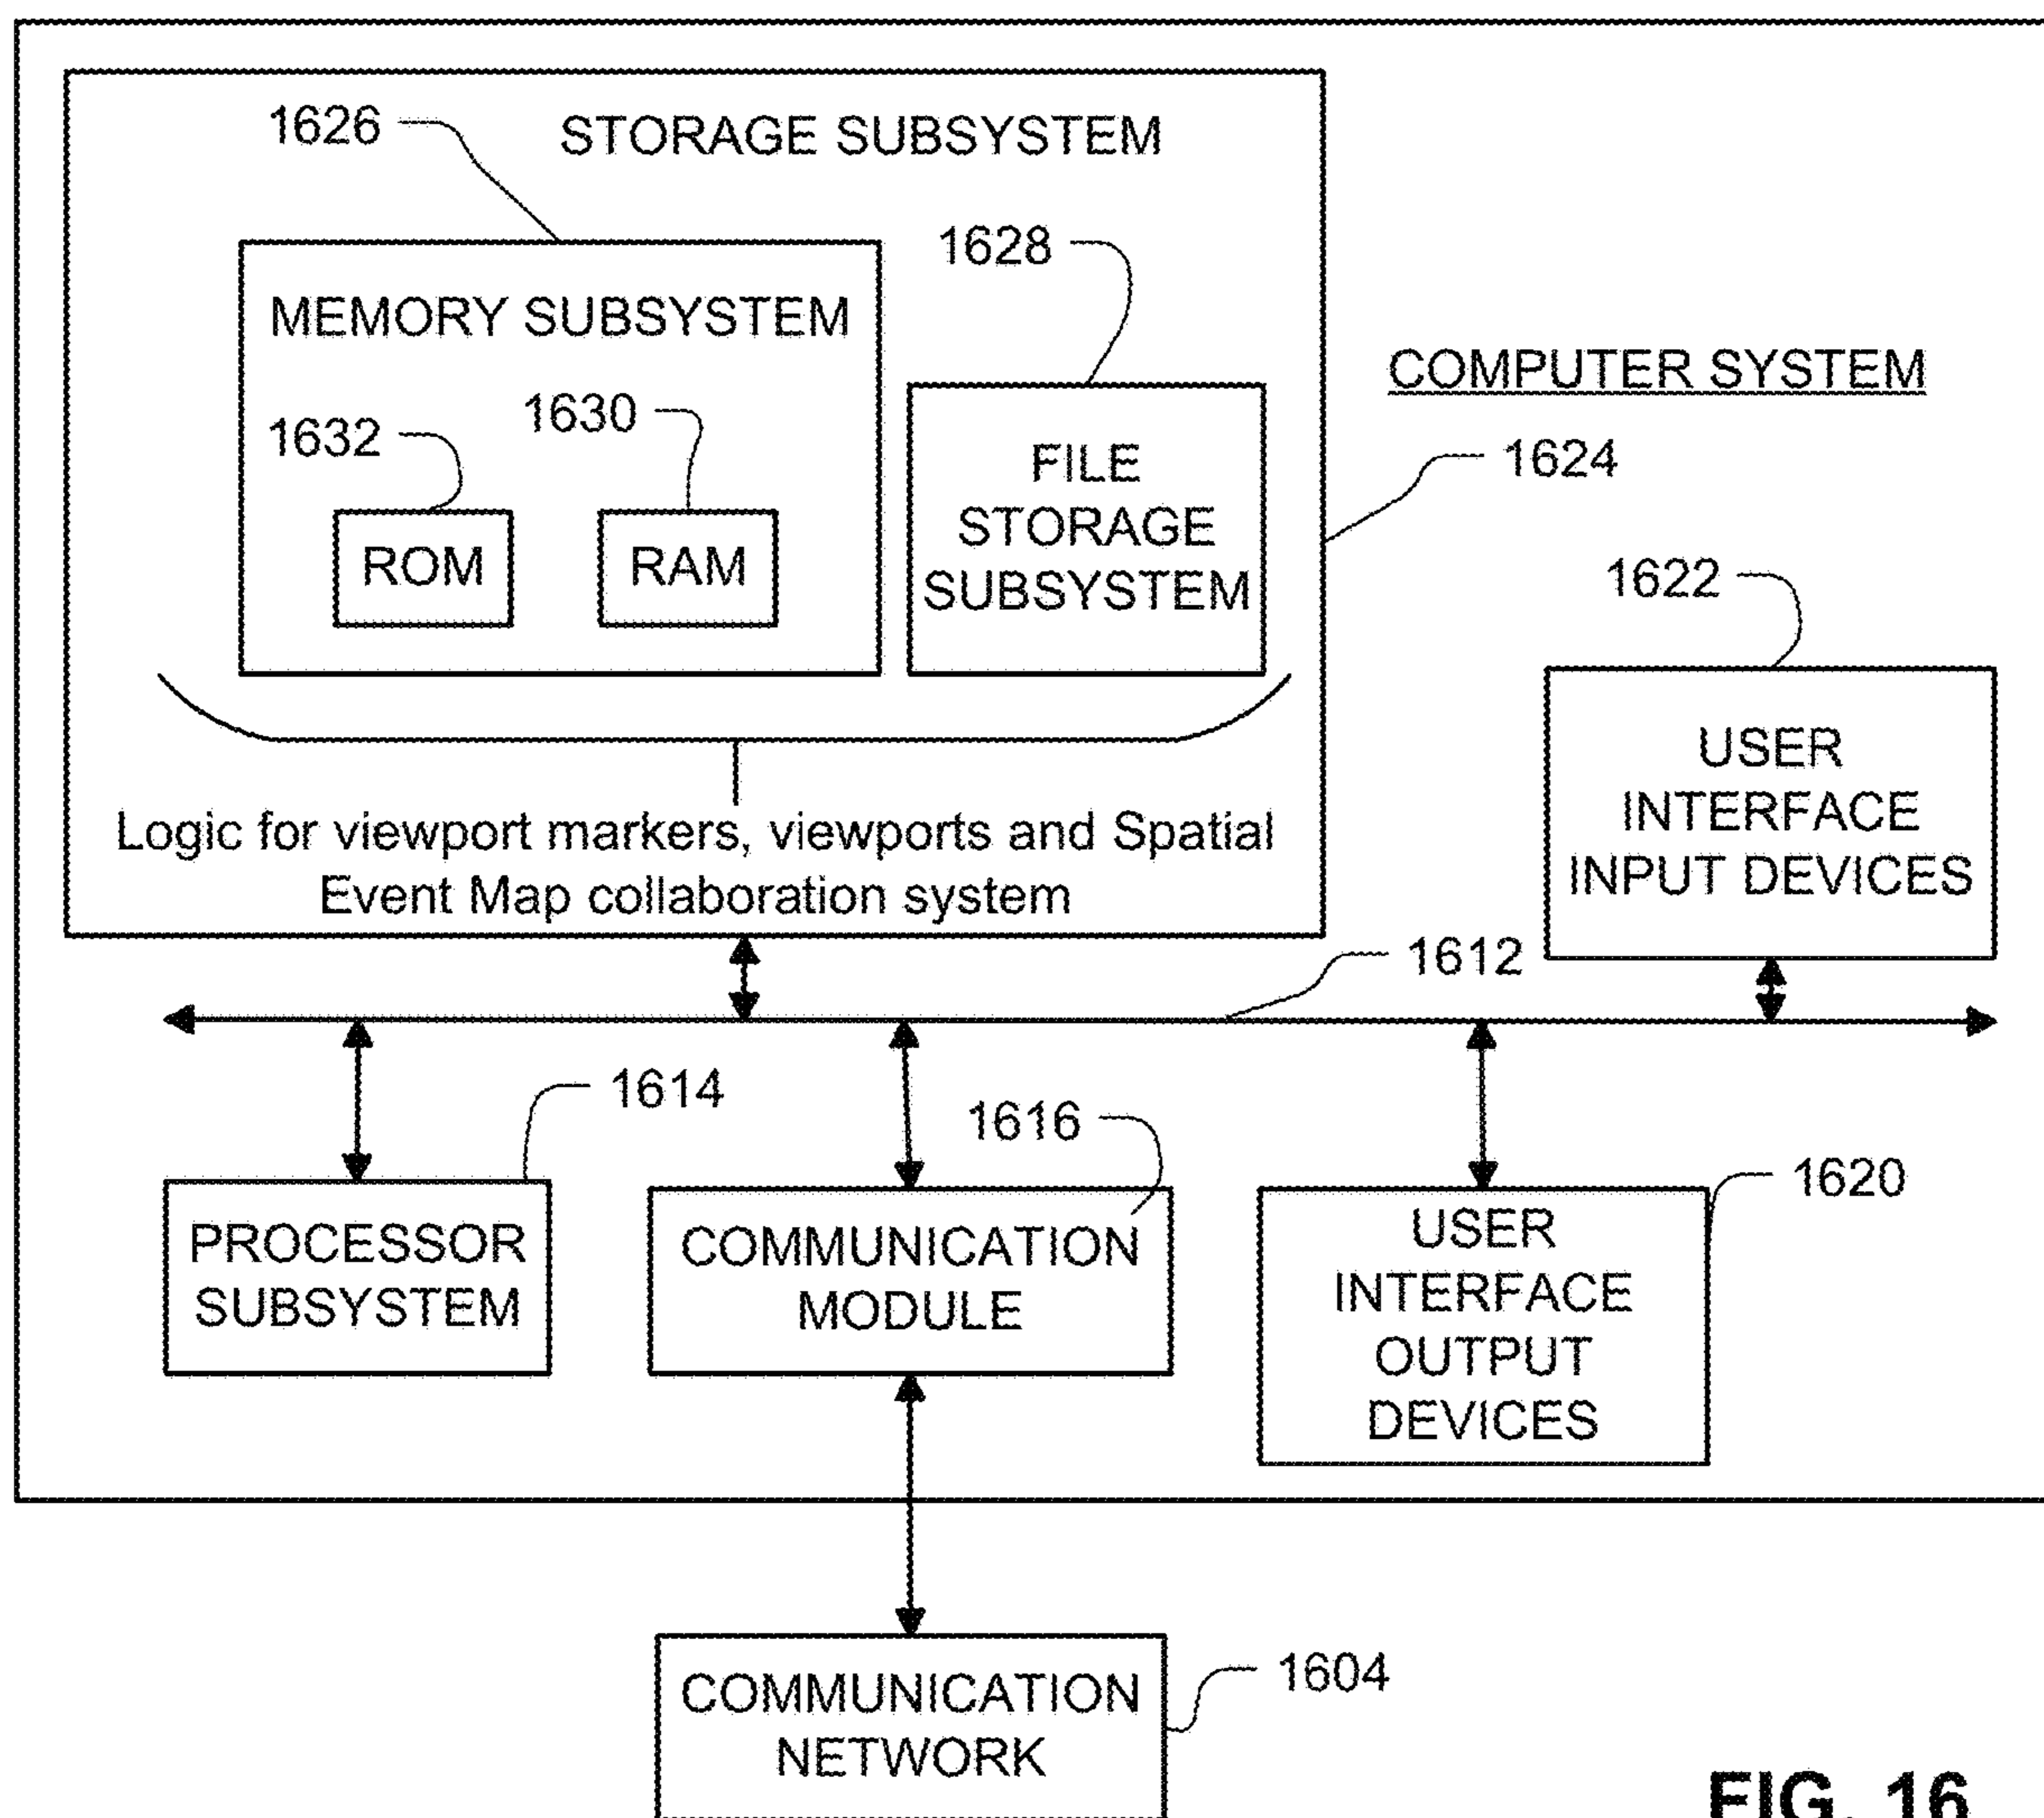 1626
STORAGE SUBSYSTEM
1628
MEMORY SUBSYSTEM
COMPUTER SYSTEM
1632
1630
1624
FILE
STORAGE
SUBSYSTEM
ROM
RAM
1622
USER
INTERFACE
INPUT DEVICES
Logic for viewport markers, viewports and Spatial
Event Map collaboration system
1612
1614
1616
1620
PROCESSOR
SUBSYSTEM
COMMUNICATION
MODULE
USER
INTERFACE
OUTPUT
DEVICES
1604
COMMUNICATION
NETWORK
FIG. 16